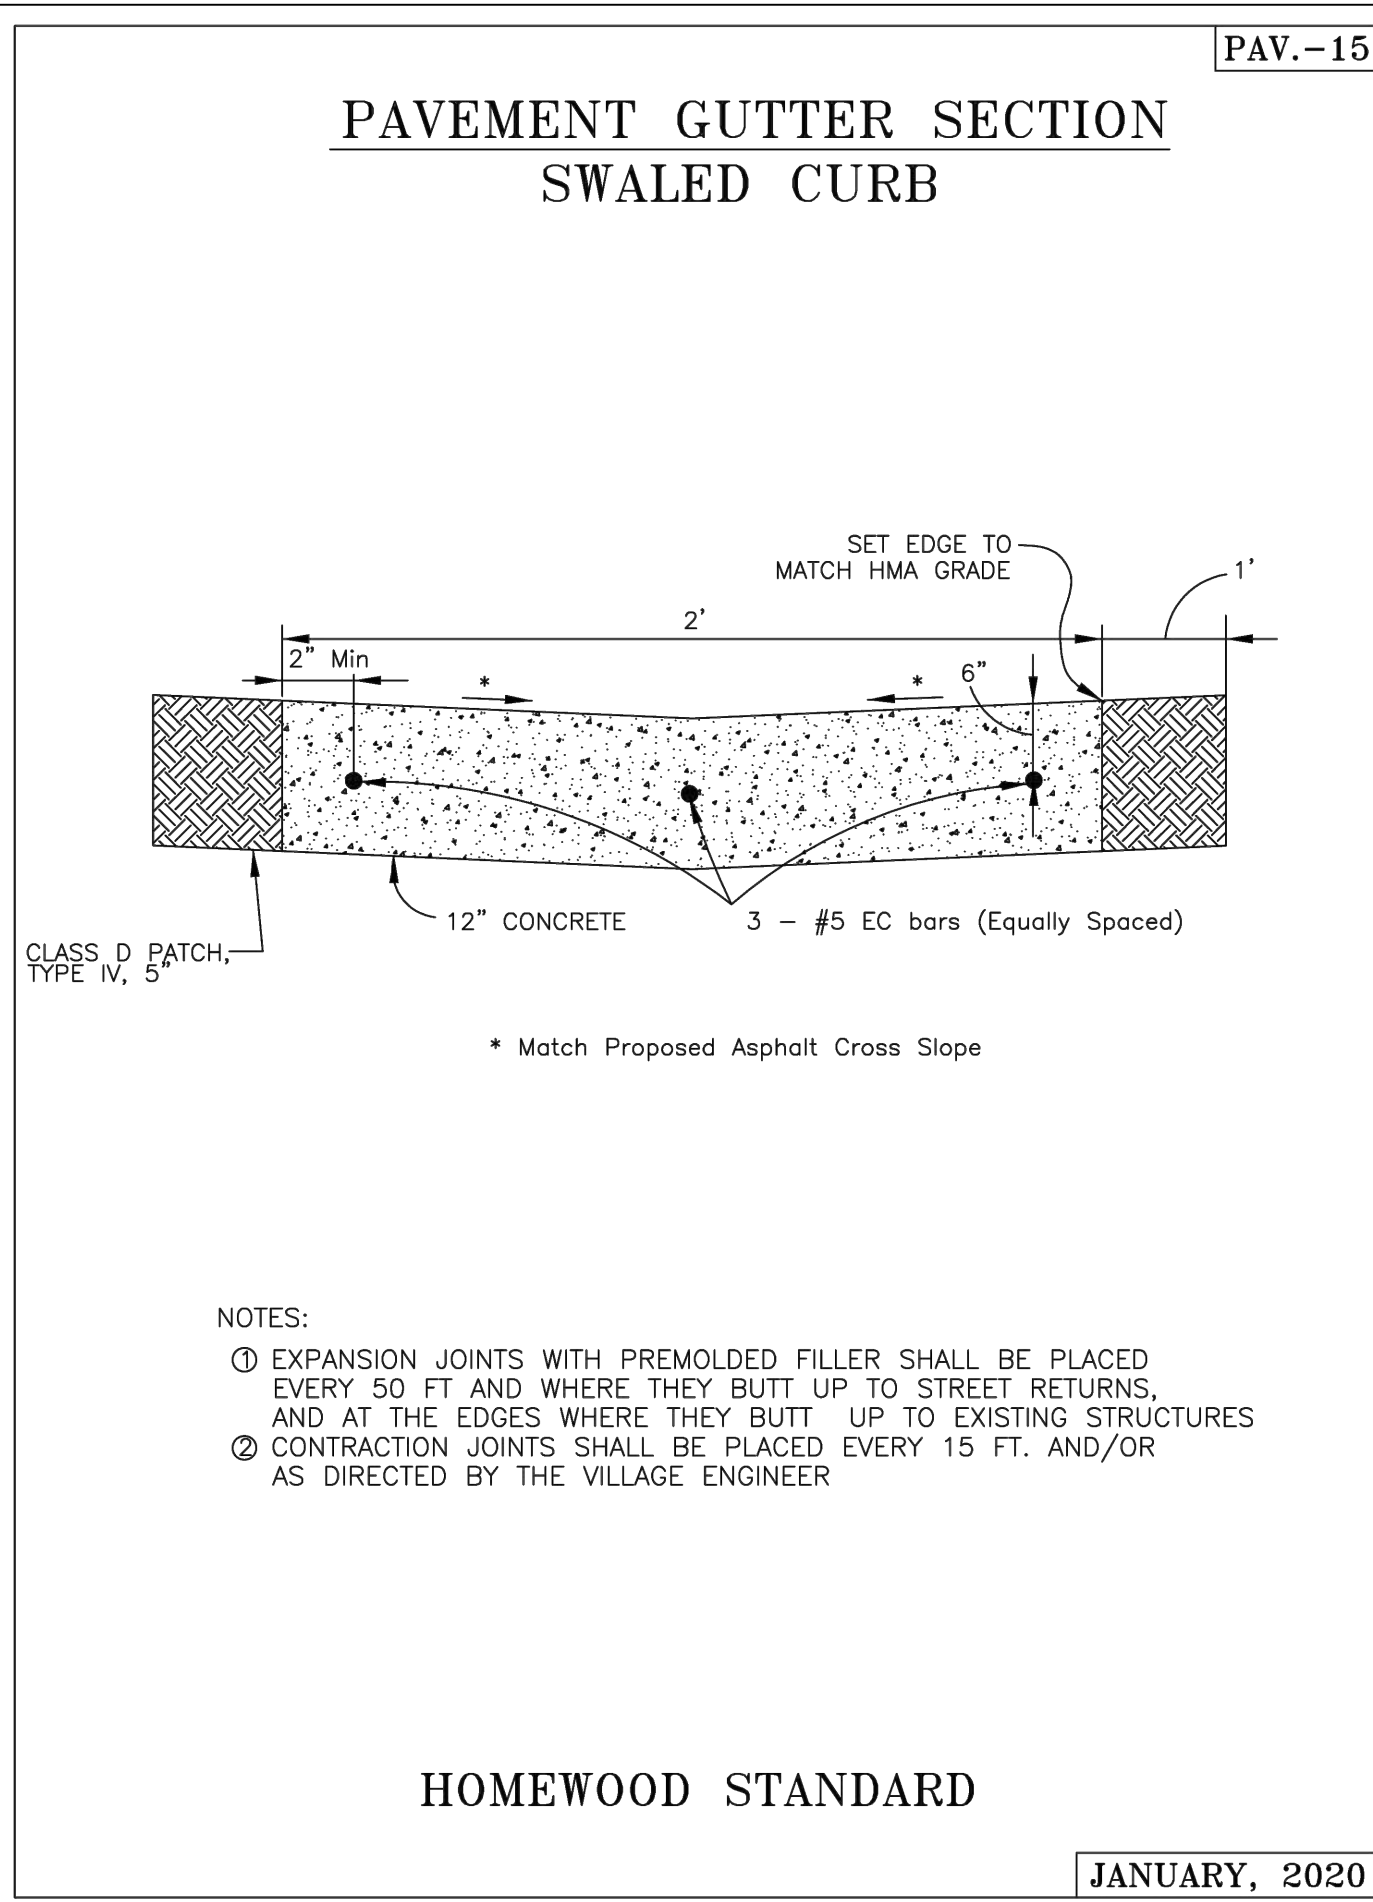 PAV.-15
PAVEMENT GUTTER SECTION
SWALED CURB
SET EDGE TO
MATCH HMA GRADE
1'
2'
2" Min
*
*
6"
12" CONCRETE
3 - #5 EC bars (Equally Spaced)
CLASS D PATCH,
TYPE IV, 5"
* Match Proposed Asphalt Cross Slope
NOTES:
① EXPANSION JOINTS WITH PREMOLDED FILLER SHALL BE PLACED
EVERY 50 FT AND WHERE THEY BUTT UP TO STREET RETURNS,
AND AT THE EDGES WHERE THEY BUTT UP TO EXISTING STRUCTURES
② CONTRACTION JOINTS SHALL BE PLACED EVERY 15 FT. AND/OR
AS DIRECTED BY THE VILLAGE ENGINEER
HOMEWOOD STANDARD
JANUARY, 2020